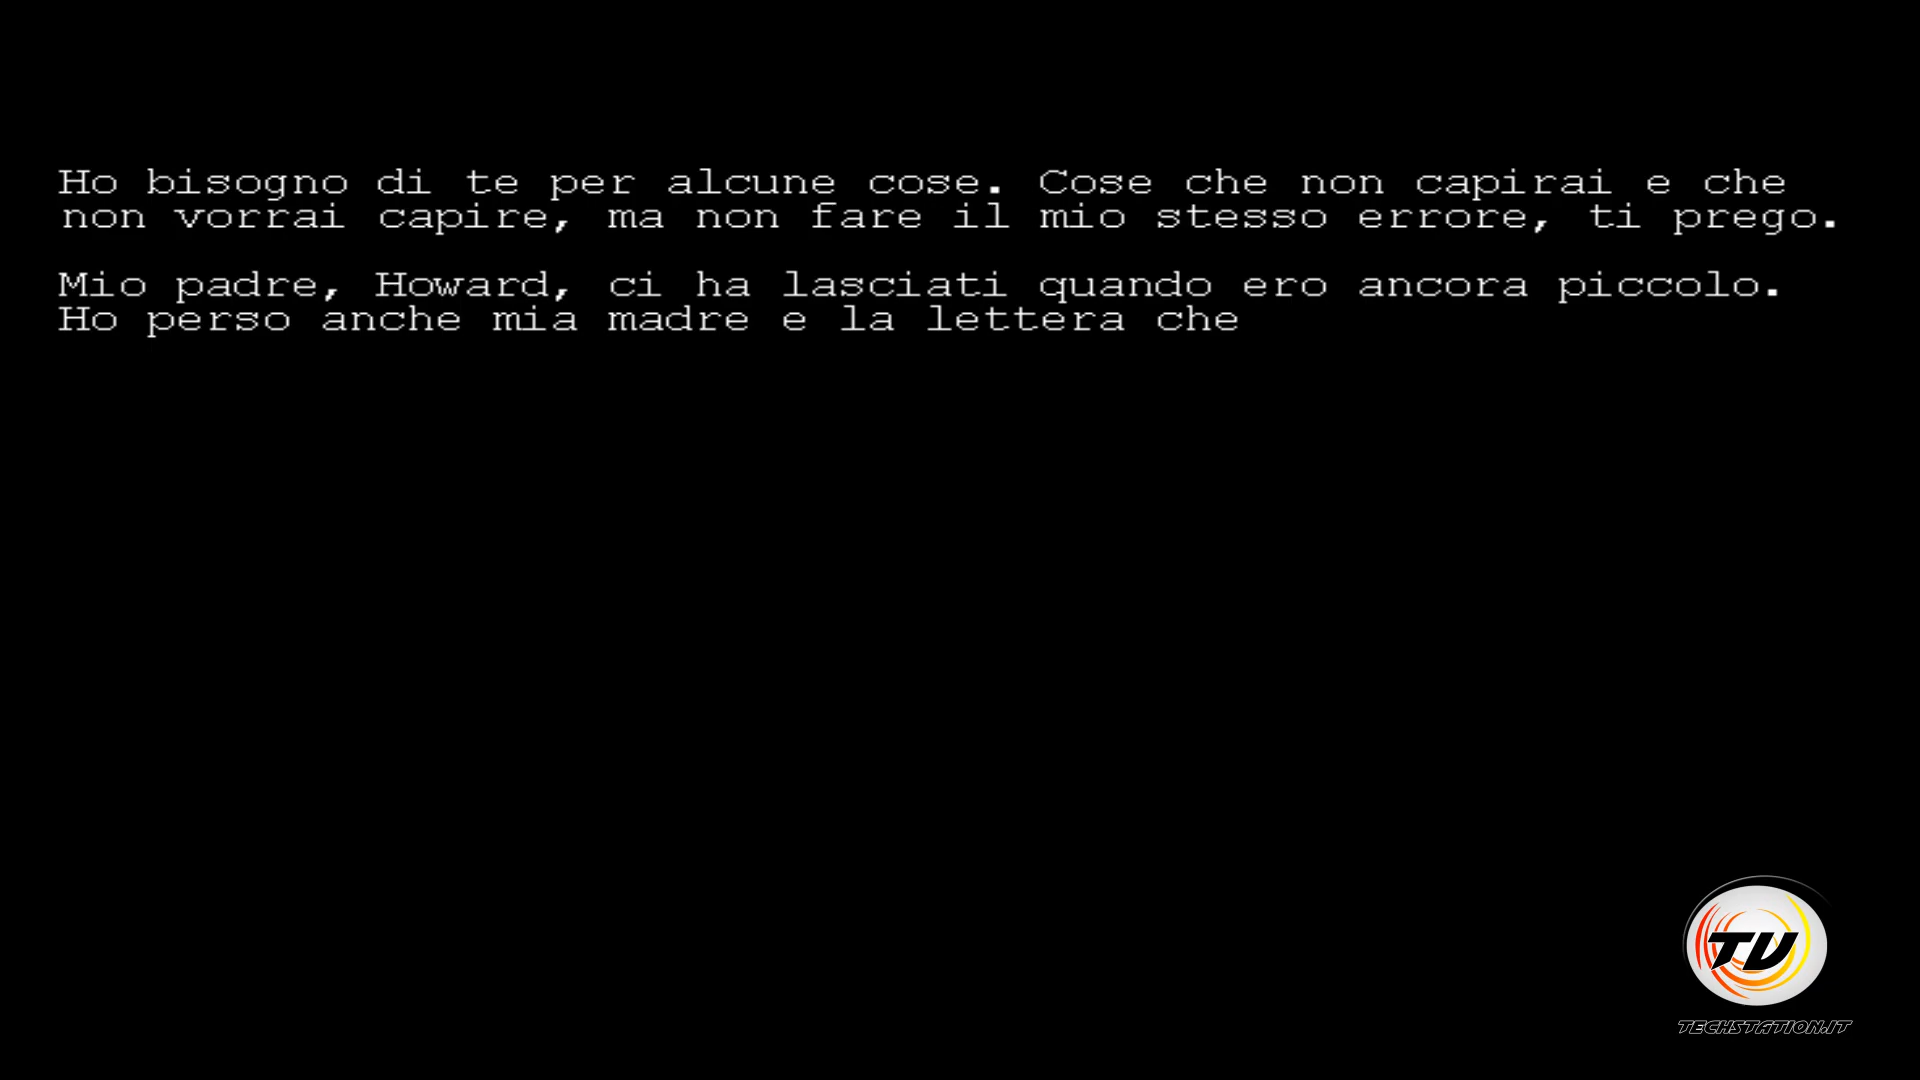 Ho bisogno di te per alcune cose. Cose che non capirai e che
non vorrai capire, ma non fare il mio stesso errore, ti prego.
Mio padre, Howard, ci ha lasciati quando ero ancora piccolo.
Ho perso anche mia madre e la lettera che
TV
TECHSTATION.IT